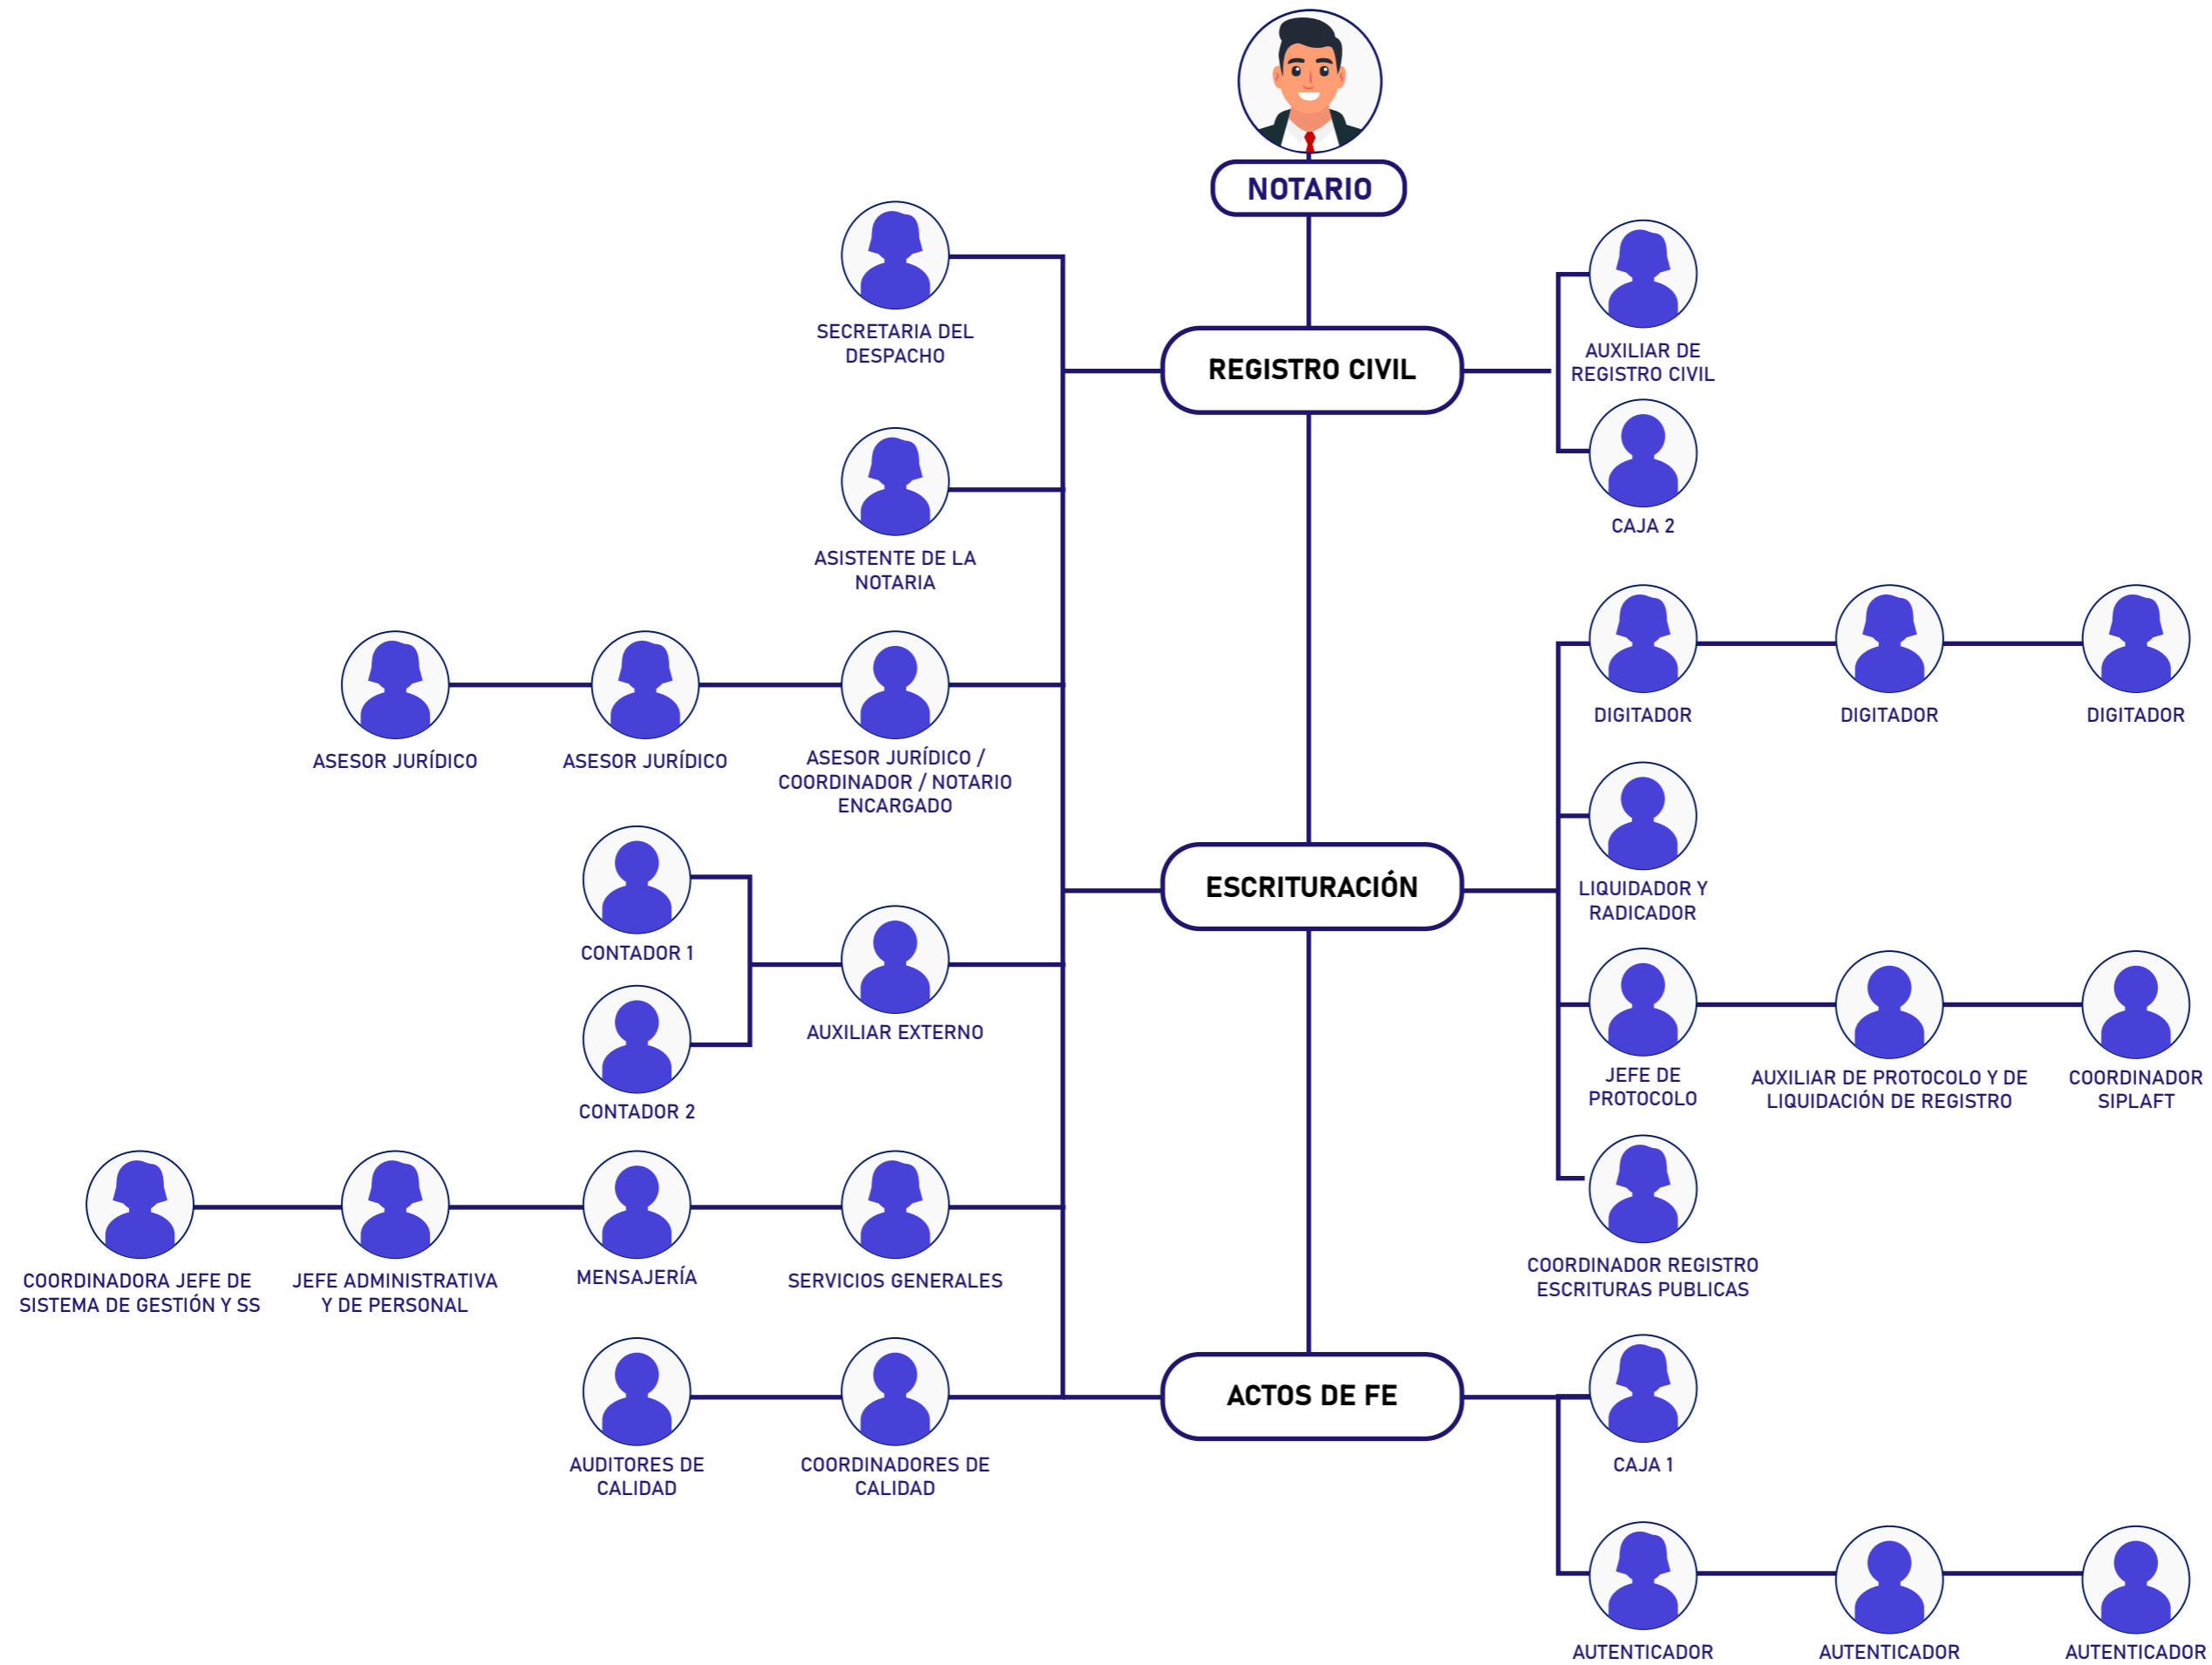 NOTARIO
SECRETARIA DEL
DESPACHO
REGISTRO CIVIL
AUXILIAR DE
REGISTRO CIVIL
CAJA 2
ASISTENTE DE LA
NOTARIA
DIGITADOR
DIGITADOR
DIGITADOR
ASESOR JURÍDICO
ASESOR JURÍDICO
ASESOR JURÍDICO /
COORDINADOR / NOTARIO
ENCARGADO
ESCRITURACIÓN
LIQUIDADOR Y
RADICADOR
CONTADOR 1
AUXILIAR EXTERNO
CONTADOR 2
JEFE DE
PROTOCOLO
AUXILIAR DE PROTOCOLO Y DE
LIQUIDACIÓN DE REGISTRO
COORDINADOR
SIPLAFT
COORDINADORA JEFE DE
SISTEMA DE GESTIÓN Y SS
JEFE ADMINISTRATIVA
Y DE PERSONAL
MENSAJERÍA
SERVICIOS GENERALES
COORDINADOR REGISTRO
ESCRITURAS PUBLICAS
ACTOS DE FE
AUDITORES DE
CALIDAD
COORDINADORES DE
CALIDAD
CAJA 1
AUTENTICADOR
AUTENTICADOR
AUTENTICADOR